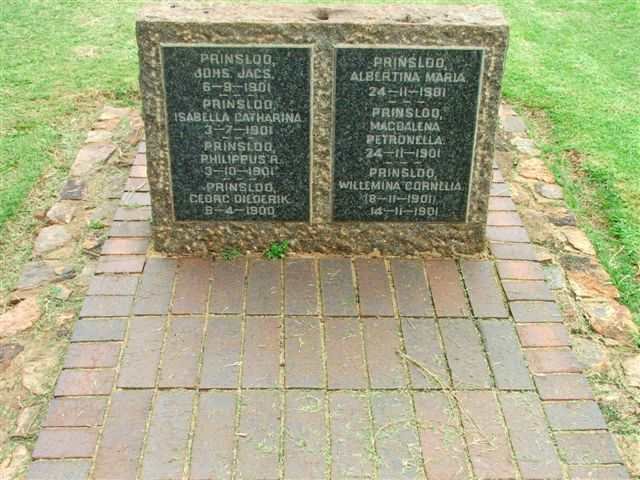 PRINSLOO,
JOHS. JACS.
6-9-1901
PRINSLOO,
ISABELLA CATHARINA.
3-7-1901
PRINSLOO,
PHILIPPUS R.
3-10-1901
PRINSLOO,
GEORG DIEDERIK.
9-4-1900
PRINSLOO,
ALBERTINA MARIA.
24-11-1901
PRINSLOO,
MAGDALENA
PETRONELLA.
24-11-1901
PRINSLOO,
WILLEMINA CORNELIA.
(8-11-1901)
14-11-1901